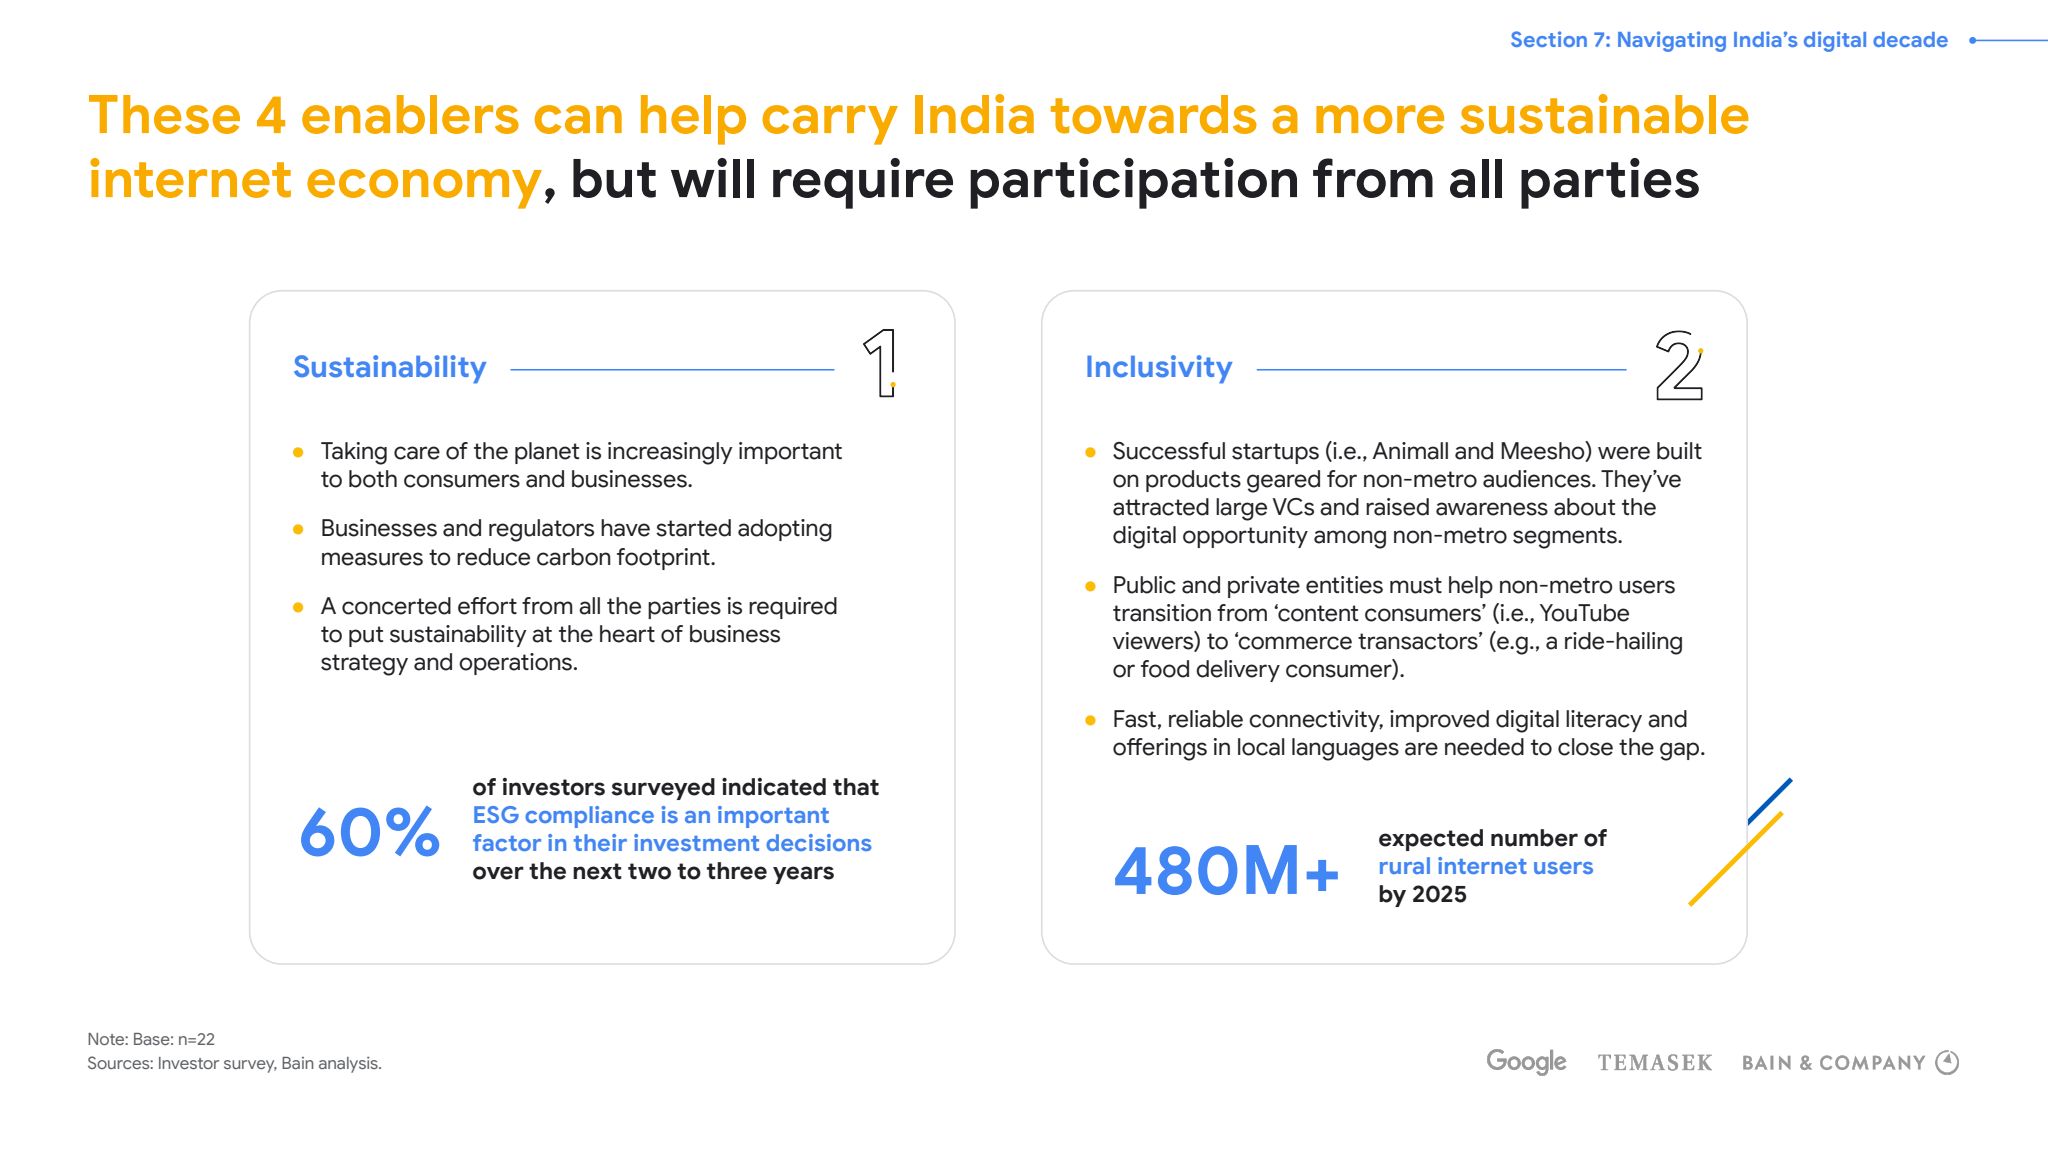 Section 7: Navigating India’s digital decade
These 4 enablers can help carry India towards a more sustainable
internet economy, but will require participation from all parties
Sustainability
1
Taking care of the planet is increasingly important
to both consumers and businesses.
Businesses and regulators have started adopting
measures to reduce carbon footprint.
A concerted effort from all the parties is required
to put sustainability at the heart of business
strategy and operations.
60%
of investors surveyed indicated that
ESG compliance is an important
factor in their investment decisions
over the next two to three years
Inclusivity
2
Successful startups (i.e., Animall and Meesho) were built
on products geared for non-metro audiences. They’ve
attracted large VCs and raised awareness about the
digital opportunity among non-metro segments.
Public and private entities must help non-metro users
transition from ‘content consumers’ (i.e., YouTube
viewers) to ‘commerce transactors’ (e.g., a ride-hailing
or food delivery consumer).
Fast, reliable connectivity, improved digital literacy and
offerings in local languages are needed to close the gap.
480M+
expected number of
rural internet users
by 2025
Note: Base: n=22
Sources: Investor survey, Bain analysis.
Google TEMASEK BAIN & COMPANY